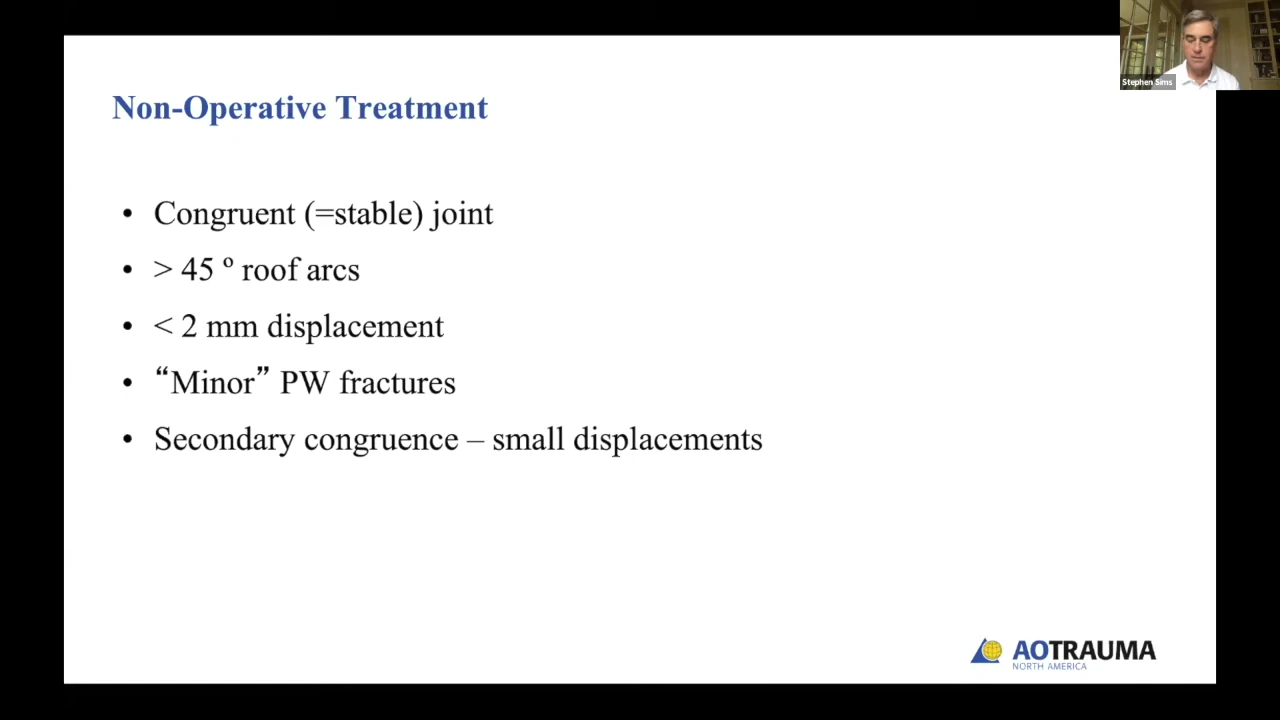 Stephen Sims
Non-Operative Treatment
• Congruent (=stable) joint
• > 45 º roof arcs
• < 2 mm displacement
• “Minor” PW fractures
• Secondary congruence – small displacements
AOTRAUMA
NORTH AMERICA